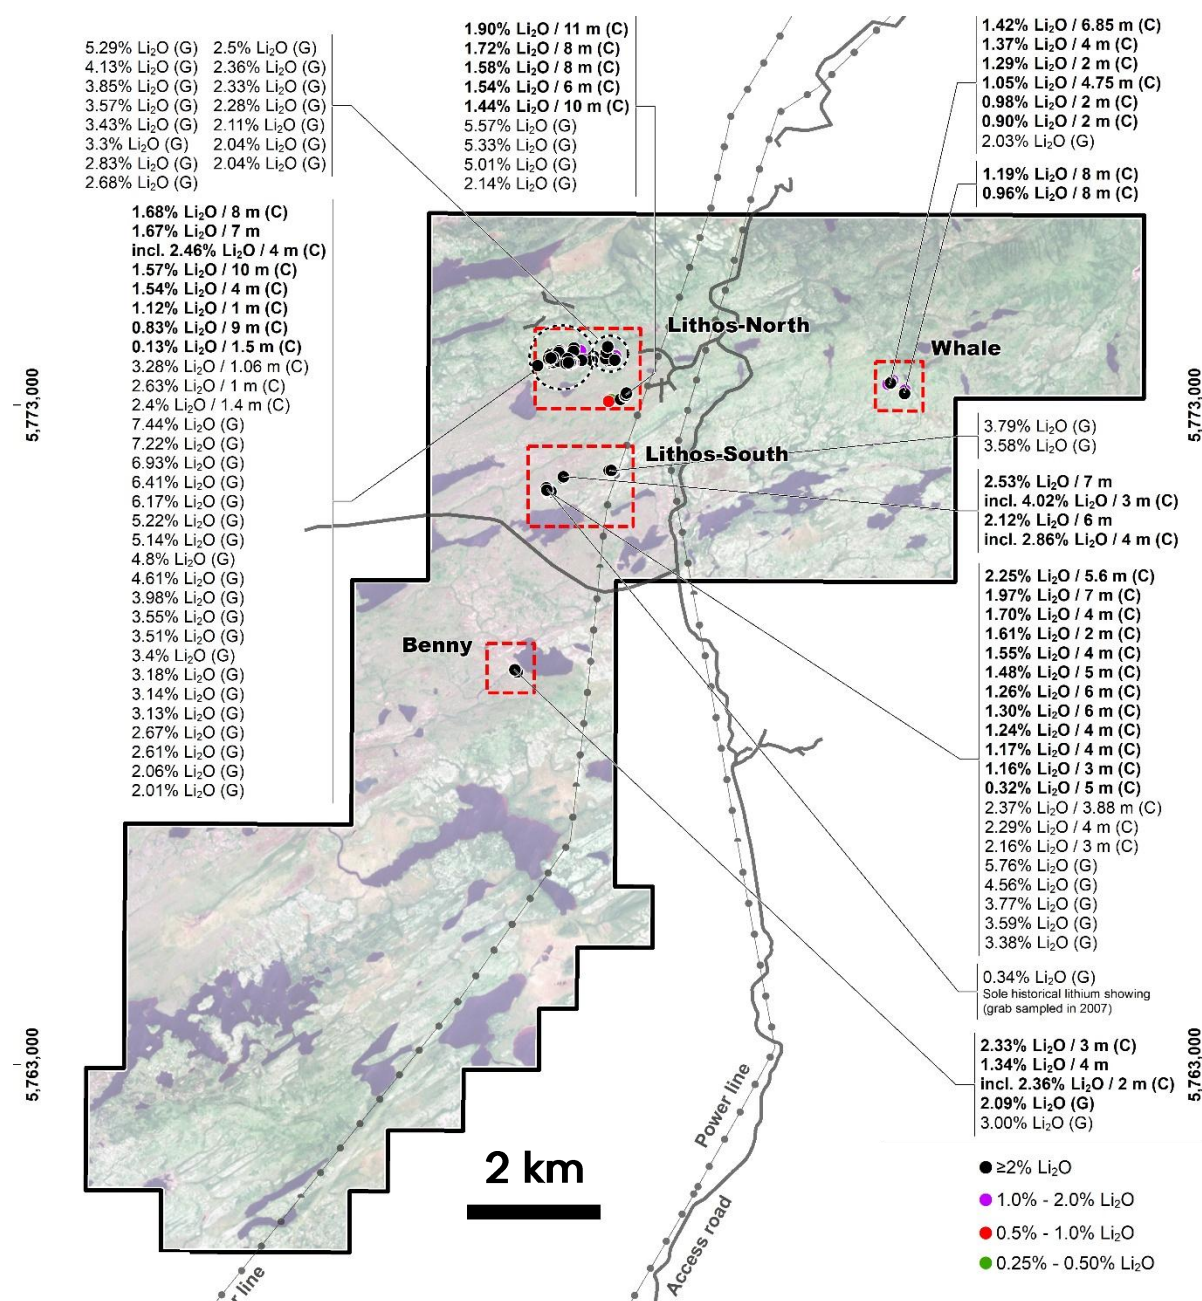 5.29% Li₂O (G)
4.13% Li₂O (G)
3.85% Li₂O (G)
3.57% Li₂O (G)
3.43% Li₂O (G)
3.3% Li₂O (G)
2.83% Li₂O (G)
2.68% Li₂O (G)
2.5% Li₂O (G)
2.36% Li₂O (G)
2.33% Li₂O (G)
2.28% Li₂O (G)
2.11% Li₂O (G)
2.04% Li₂O (G)
2.04% Li₂O (G)
1.90% Li₂O / 11 m (C)
1.72% Li₂O / 8 m (C)
1.58% Li₂O / 8 m (C)
1.54% Li₂O / 6 m (C)
1.44% Li₂O / 10 m (C)
5.57% Li₂O (G)
5.33% Li₂O (G)
5.01% Li₂O (G)
2.14% Li₂O (G)
1.42% Li₂O / 6.85 m (C)
1.37% Li₂O / 4 m (C)
1.29% Li₂O / 2 m (C)
1.05% Li₂O / 4.75 m (C)
0.98% Li₂O / 2 m (C)
0.90% Li₂O / 2 m (C)
2.03% Li₂O (G)
1.19% Li₂O / 8 m (C)
0.96% Li₂O / 8 m (C)
1.68% Li₂O / 8 m (C)
1.67% Li₂O / 7 m
incl. 2.46% Li₂O / 4 m (C)
1.57% Li₂O / 10 m (C)
1.54% Li₂O / 4 m (C)
1.12% Li₂O / 1 m (C)
0.83% Li₂O / 9 m (C)
0.13% Li₂O / 1.5 m (C)
3.28% Li₂O / 1.06 m (C)
2.63% Li₂O / 1 m (C)
2.4% Li₂O / 1.4 m (C)
7.44% Li₂O (G)
7.22% Li₂O (G)
6.93% Li₂O (G)
6.41% Li₂O (G)
6.17% Li₂O (G)
5.22% Li₂O (G)
5.14% Li₂O (G)
4.8% Li₂O (G)
4.61% Li₂O (G)
3.98% Li₂O (G)
3.55% Li₂O (G)
3.51% Li₂O (G)
3.4% Li₂O (G)
3.18% Li₂O (G)
3.14% Li₂O (G)
3.13% Li₂O (G)
2.67% Li₂O (G)
2.61% Li₂O (G)
2.06% Li₂O (G)
2.01% Li₂O (G)
Lithos-North
Whale
Lithos-South
Benny
5,773,000
5,773,000
3.79% Li₂O (G)
3.58% Li₂O (G)
2.53% Li₂O / 7 m
incl. 4.02% Li₂O / 3 m (C)
2.12% Li₂O / 6 m
incl. 2.86% Li₂O / 4 m (C)
2.25% Li₂O / 5.6 m (C)
1.97% Li₂O / 7 m (C)
1.70% Li₂O / 4 m (C)
1.61% Li₂O / 2 m (C)
1.55% Li₂O / 4 m (C)
1.48% Li₂O / 5 m (C)
1.26% Li₂O / 6 m (C)
1.30% Li₂O / 6 m (C)
1.24% Li₂O / 4 m (C)
1.17% Li₂O / 4 m (C)
1.16% Li₂O / 3 m (C)
0.32% Li₂O / 5 m (C)
2.37% Li₂O / 3.88 m (C)
2.29% Li₂O / 4 m (C)
2.16% Li₂O / 3 m (C)
5.76% Li₂O (G)
4.56% Li₂O (G)
3.77% Li₂O (G)
3.59% Li₂O (G)
3.38% Li₂O (G)
0.34% Li₂O (G)
Sole historical lithium showing
(grab sampled in 2007)
2.33% Li₂O / 3 m (C)
1.34% Li₂O / 4 m
incl. 2.36% Li₂O / 2 m (C)
2.09% Li₂O (G)
3.00% Li₂O (G)
5,763,000
5,763,000
Power line
Access road
r line
2 km
≥2% Li₂O
1.0% - 2.0% Li₂O
0.5% - 1.0% Li₂O
0.25% - 0.50% Li₂O